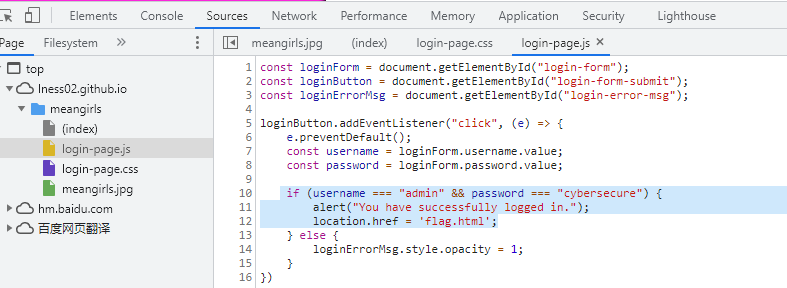 Elements Console Sources Network Performance Memory Application Security Lighthouse
Page Filesystem
meangirls.jpg (index) login-page.css login-page.js
top
lness02.github.io
meangirls
(index)
login-page.js
login-page.css
meangirls.jpg
hm.baidu.com
百度网页翻译
1 const loginForm = document.getElementById("login-form");
2 const loginButton = document.getElementById("login-form-submit");
3 const loginErrorMsg = document.getElementById("login-error-msg");
4
5 loginButton.addEventListener("click", (e) => {
6 e.preventDefault();
7 const username = loginForm.username.value;
8 const password = loginForm.password.value;
9
10 if (username === "admin" && password === "cybersecure") {
11 alert("You have successfully logged in.");
12 location.href = 'flag.html';
13 } else {
14 loginErrorMsg.style.opacity = 1;
15 }
16 })